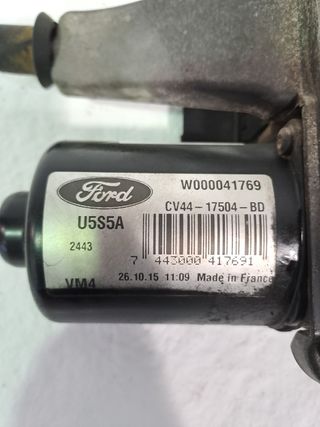 Ford
W000041769
U5S5A
CV44-17504-BD
2443
7 443000 417691
VM4
26.10.15 11:09 Made in France